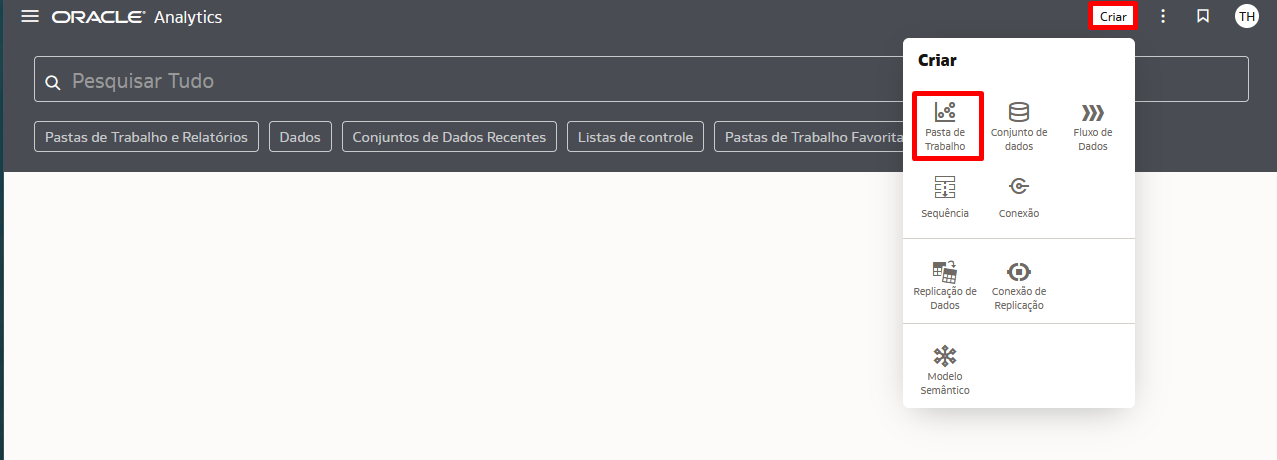 ORACLE® Analytics
Criar
TH
Pesquisar Tudo
Pastas de Trabalho e Relatórios
Dados
Conjuntos de Dados Recentes
Listas de controle
Pastas de Trabalho Favorita
Criar
Pasta de
Trabalho
Conjunto de
dados
Fluxo de
Dados
Sequência
Conexão
Replicação de
Dados
Conexão de
Replicação
Modelo
Semântico